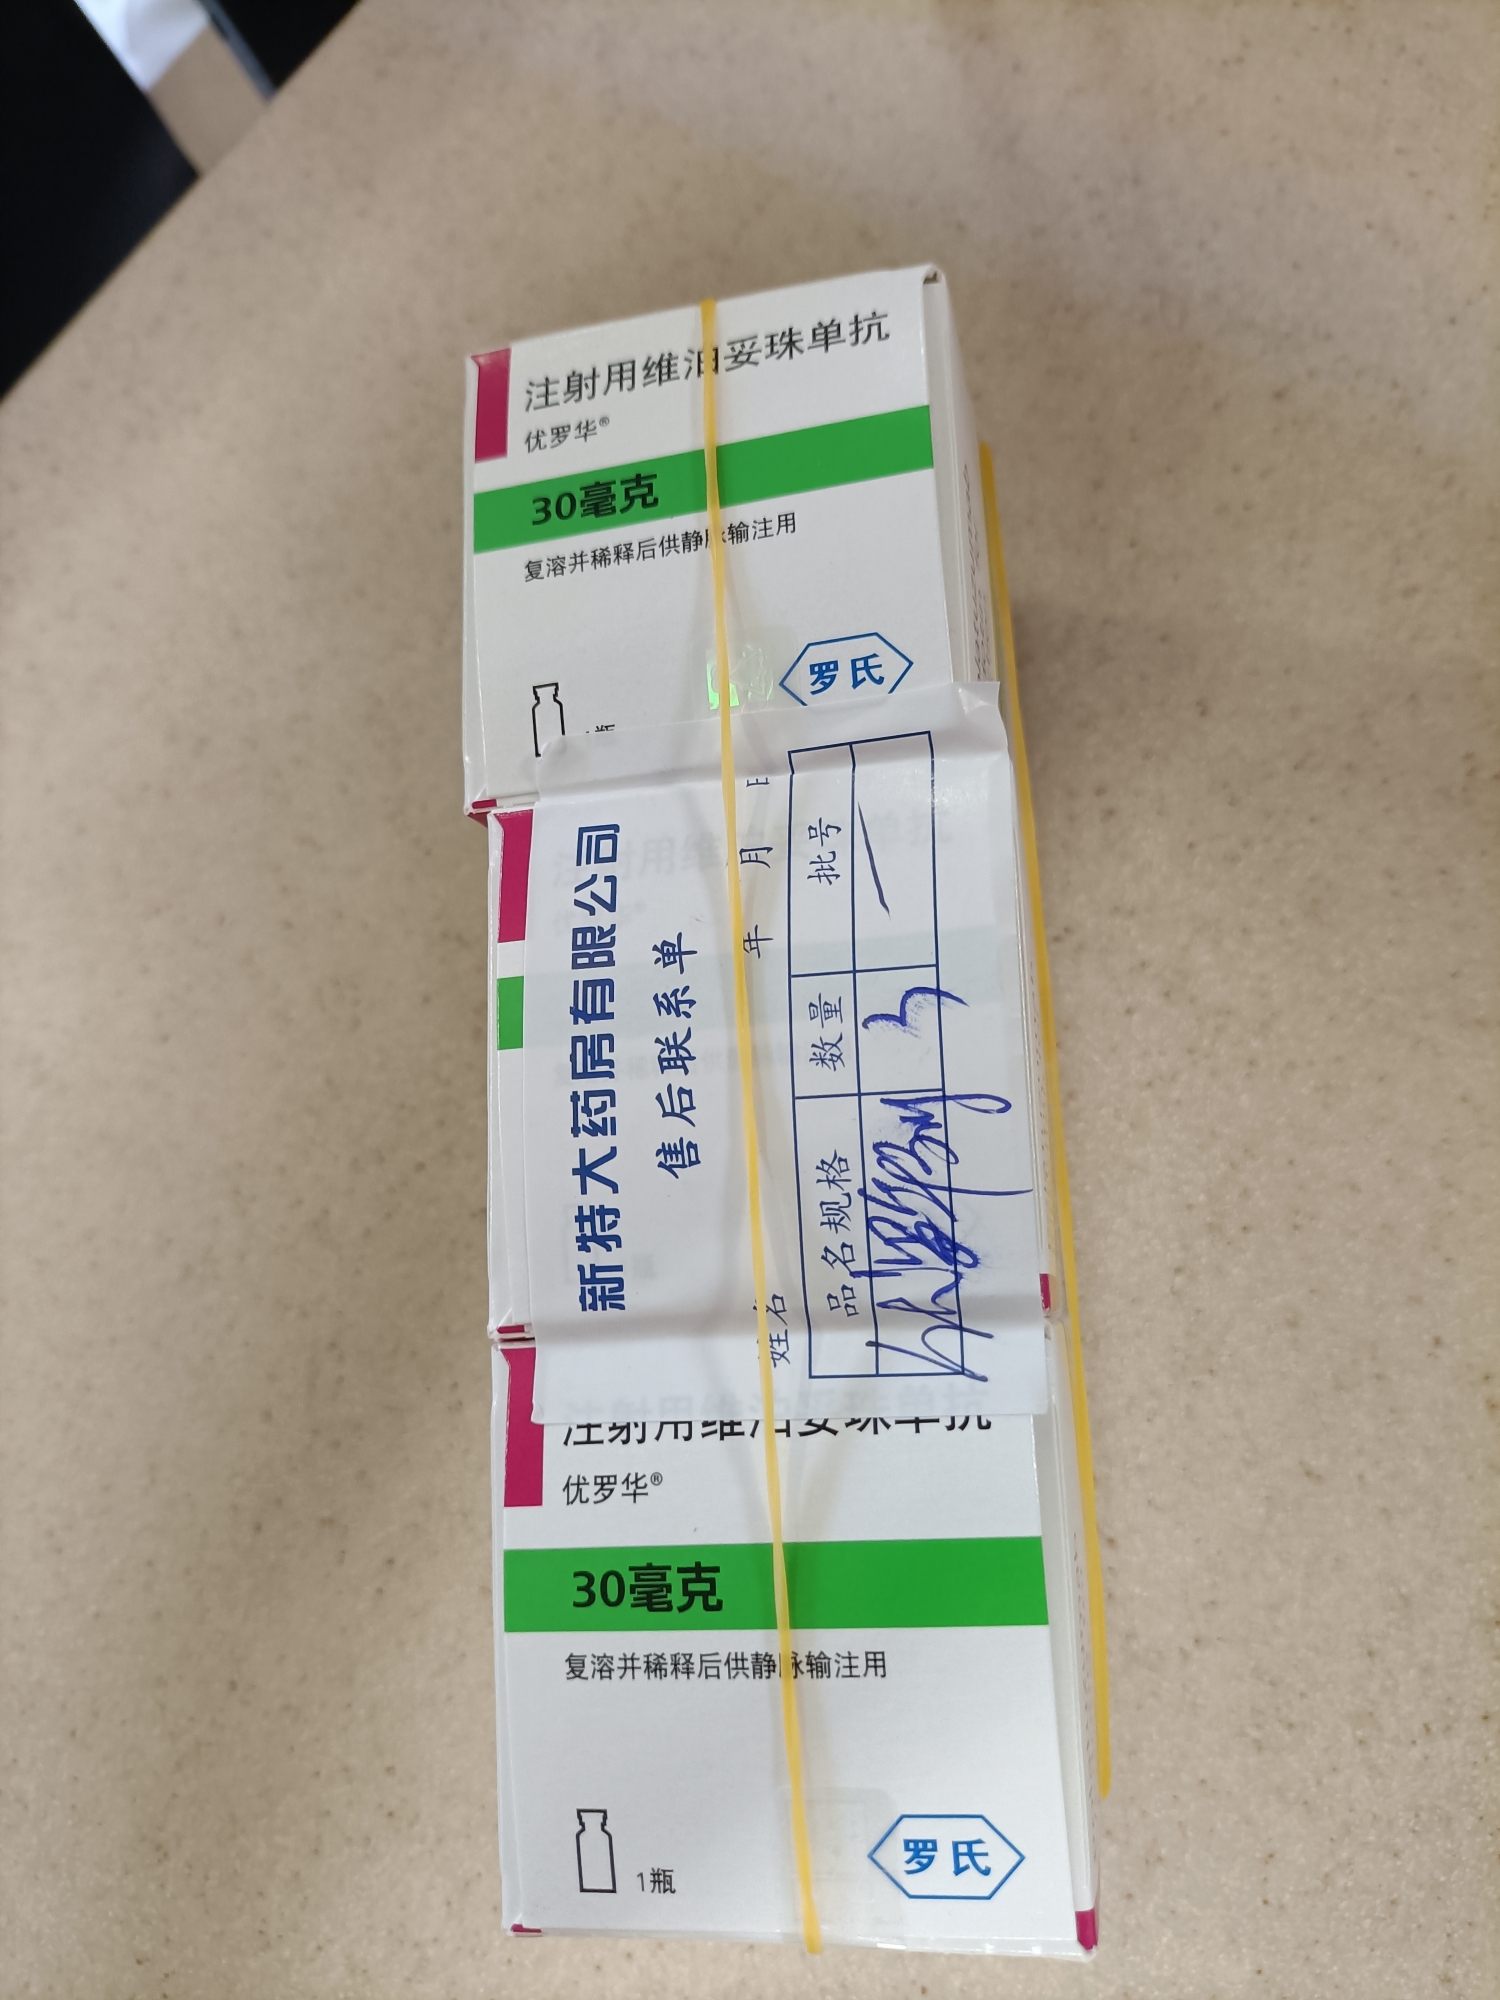 注射用维泊妥珠单抗
优罗华®
30毫克
复溶并稀释后供静脉输注用
罗氏
新特大药房有限公司
售后联系单
姓名 年 月 日
品名规格 数量 批号
3
注射用维泊妥珠单抗
优罗华®
30毫克
复溶并稀释后供静脉输注用
1瓶
罗氏